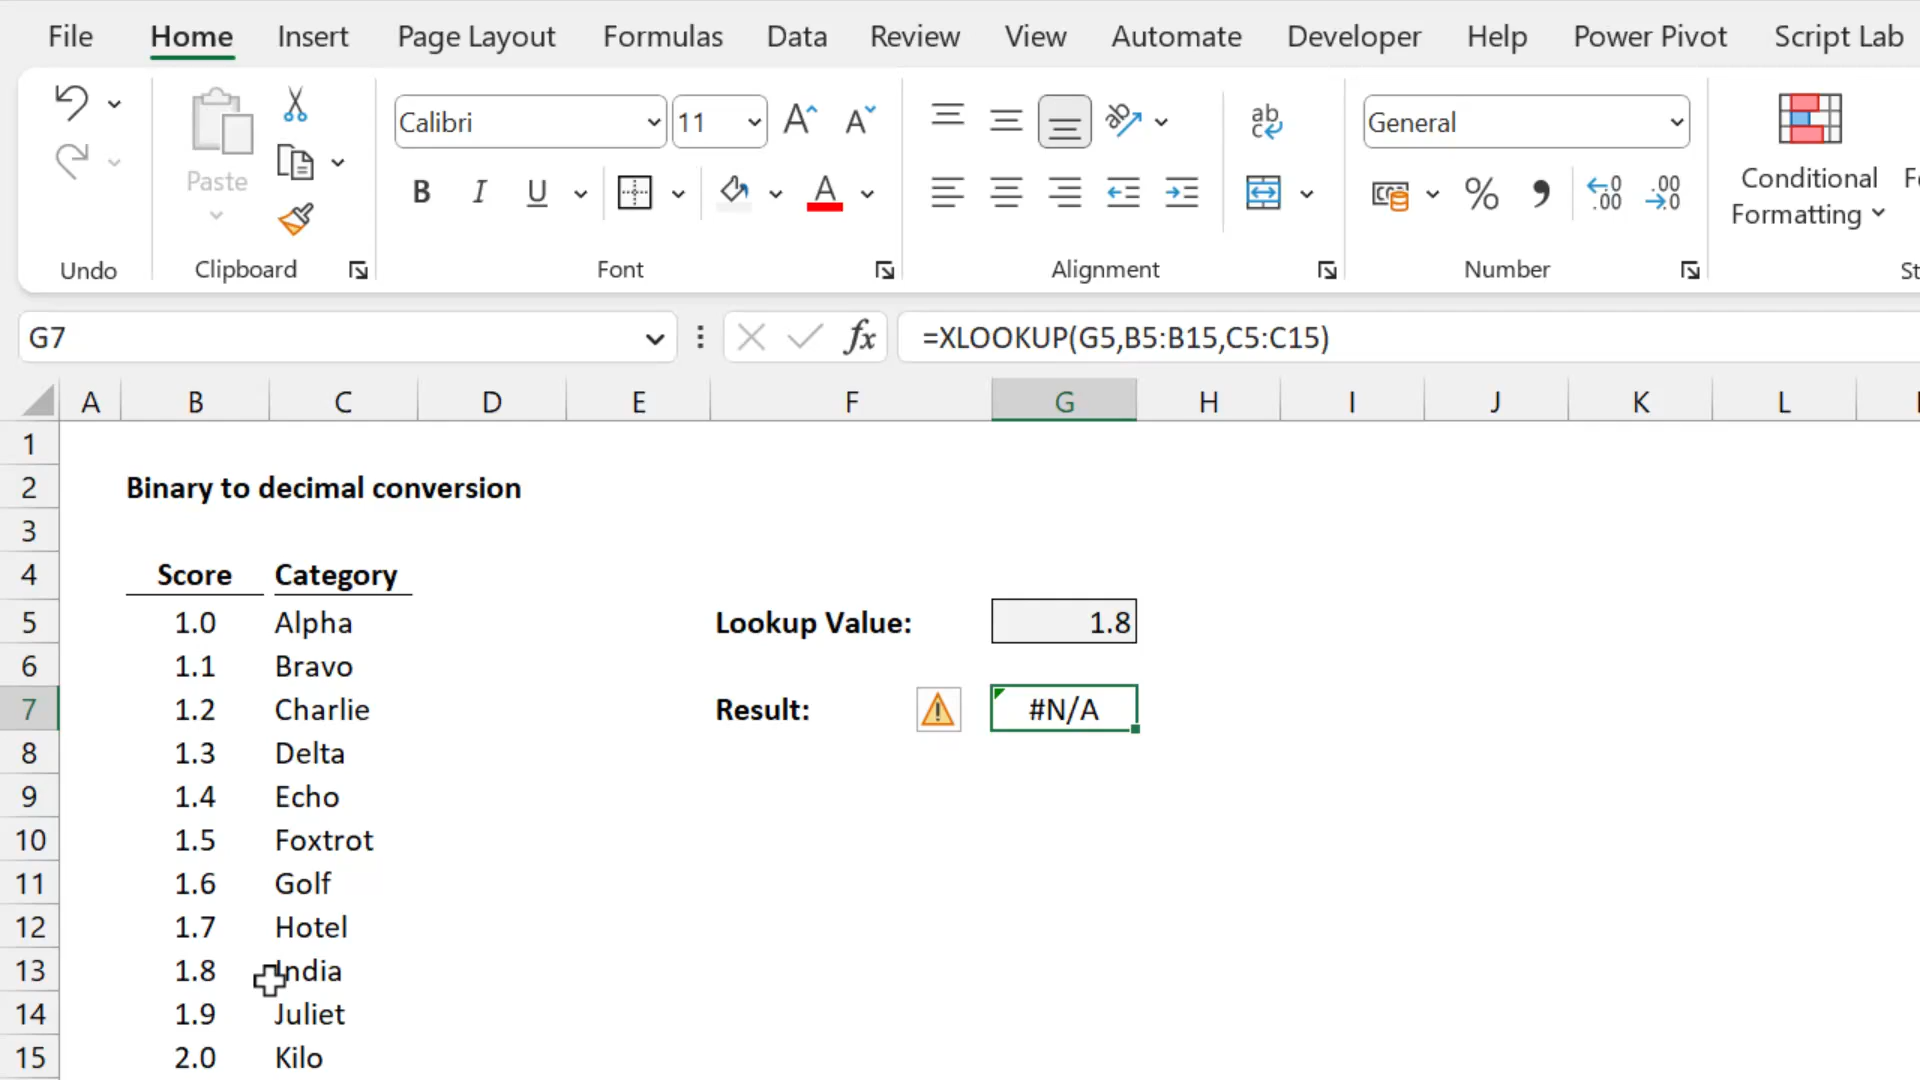 File Home Insert Page Layout Formulas Data Review View Automate Developer Help Power Pivot Script Lab
Calibri 11 General
Paste
B I U A % 
Conditional
Formatting
Undo Clipboard Font Alignment Number St
G7 fx =XLOOKUP(G5,B5:B15,C5:C15)
A B C D E F G H I J K L
1
2 Binary to decimal conversion
3
4 Score Category
5 1.0 Alpha Lookup Value: 1.8
6 1.1 Bravo
7 1.2 Charlie Result: #N/A
8 1.3 Delta
9 1.4 Echo
10 1.5 Foxtrot
11 1.6 Golf
12 1.7 Hotel
13 1.8 India
14 1.9 Juliet
15 2.0 Kilo